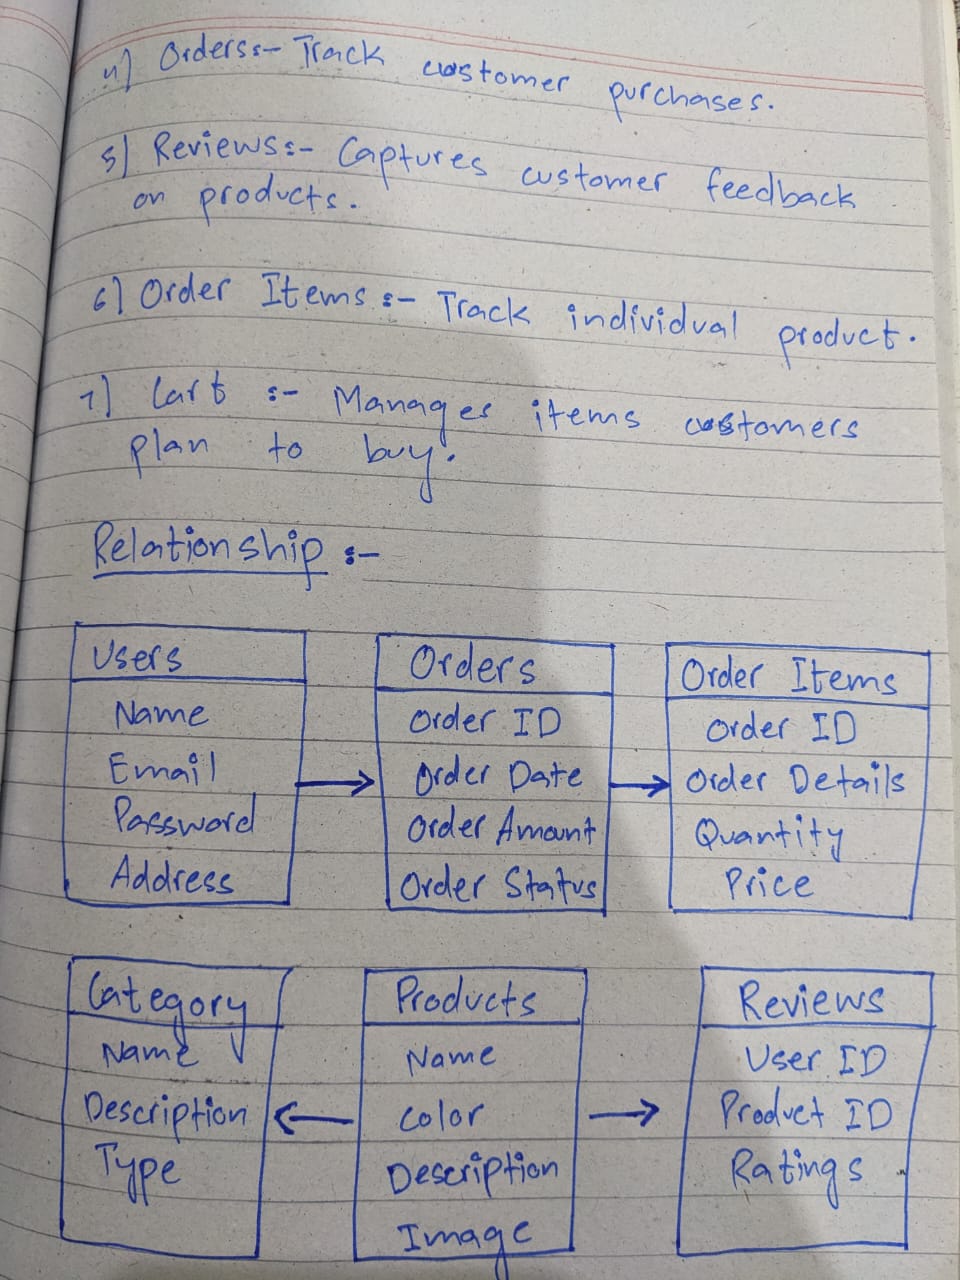 4) Orders:- Track customer purchases.
5) Reviews:- Captures customer feedback
on products.
6) Order Items:- Track individual product.
7) Cart :- Manages items customers
plan to buy.
Relationship :-
Users
Name
Email
Password
Address
Orders
Order ID
Order Date
Order Amount
Order Status
Order Items
Order ID
Order Details
Quantity
Price
Category
Name
Description
Type
Products
Name
Color
Description
Image
Reviews
User ID
Product ID
Ratings